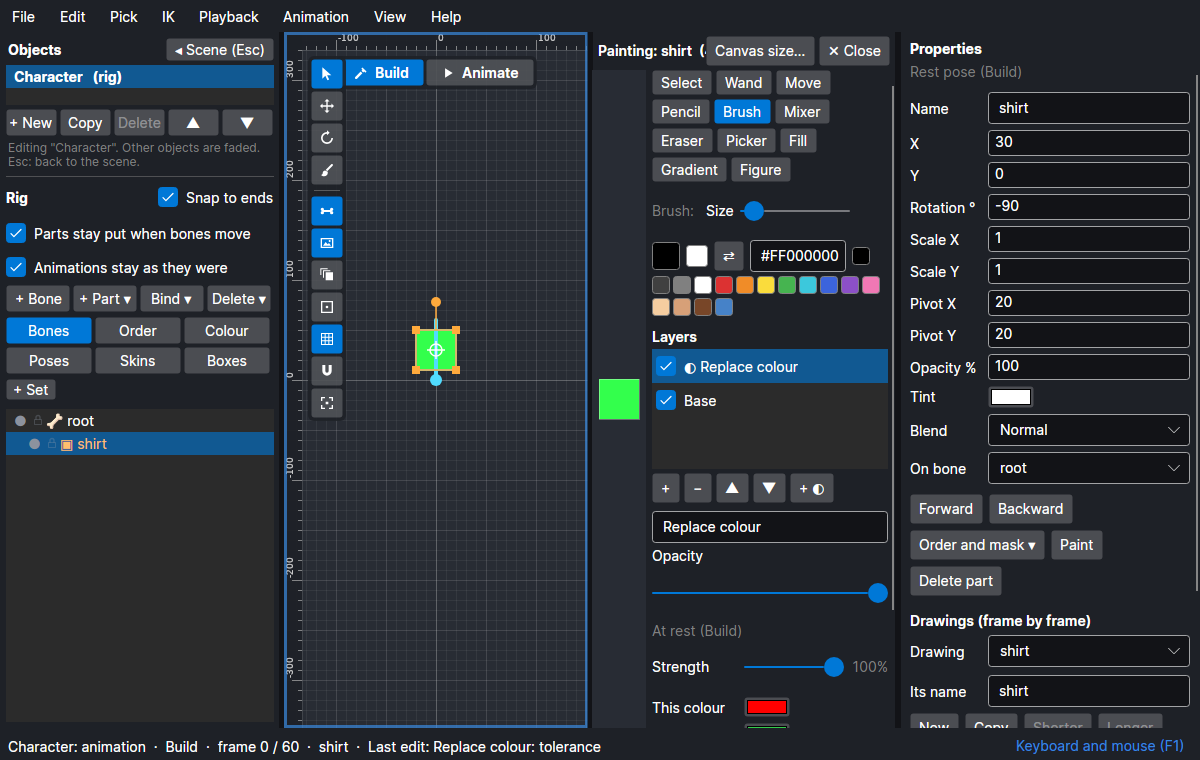 File Edit Pick IK Playback Animation View Help
Objects
◂ Scene (Esc)
Character (rig)
+ New Copy Delete ▲ ▼
Editing "Character". Other objects are faded.
Esc: back to the scene.
Rig
Snap to ends
Parts stay put when bones move
Animations stay as they were
+ Bone + Part ▾ Bind ▾ Delete ▾
Bones Order Colour
Poses Skins Boxes
+ Set
root
shirt
-100 0 100
300
200
100
0
-100
-200
-300
Build
Animate
Painting: shirt
Canvas size...
✕ Close
Select Wand Move
Pencil Brush Mixer
Eraser Picker Fill
Gradient Figure
Brush: Size
#FF000000
Layers
Replace colour
Base
+ − ▲ ▼ +
Replace colour
Opacity
At rest (Build)
Strength 100%
This colour
Properties
Rest pose (Build)
Name shirt
X 30
Y 0
Rotation ° -90
Scale X 1
Scale Y 1
Pivot X 20
Pivot Y 20
Opacity % 100
Tint
Blend Normal
On bone root
Forward Backward
Order and mask ▾ Paint
Delete part
Drawings (frame by frame)
Drawing shirt
Its name shirt
New Copy Shorter Longer
Character: animation · Build · frame 0 / 60 · shirt · Last edit: Replace colour: tolerance
Keyboard and mouse (F1)